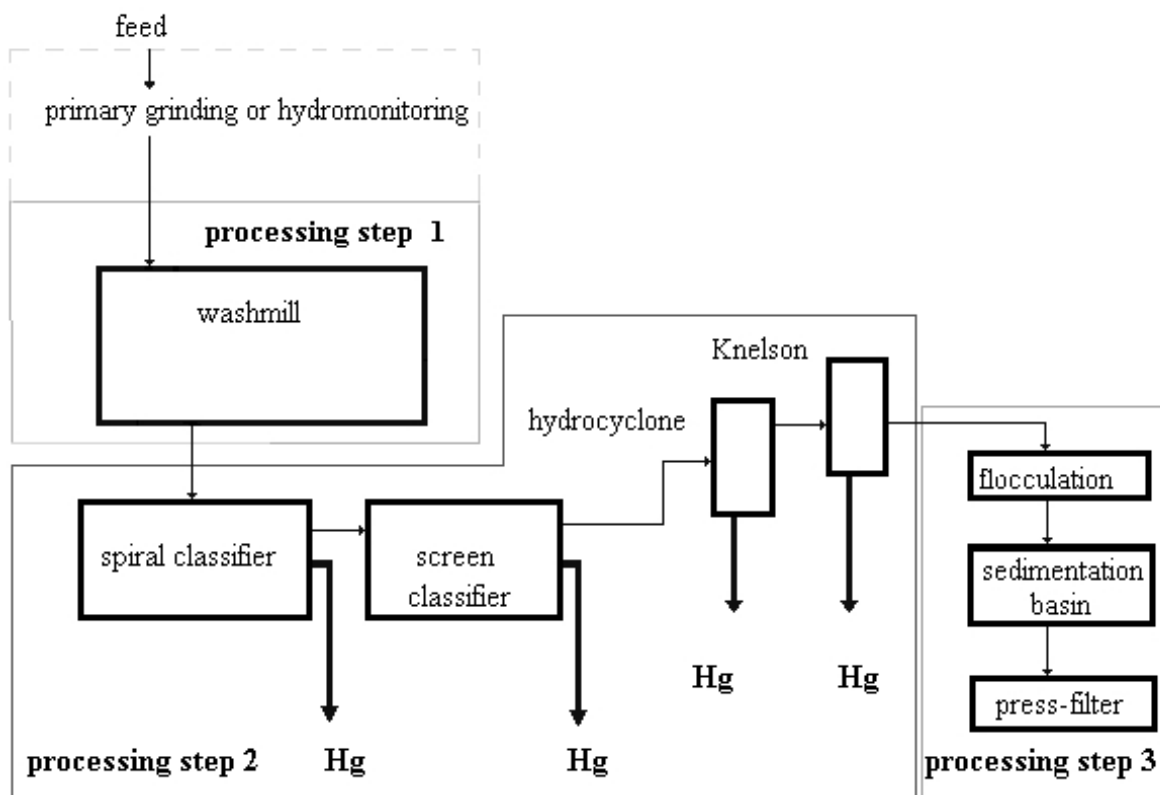 feed
primary grinding or hydromonitoring
processing step 1
washmill
Knelson
hydrocyclone
flocculation
spiral classifier
screen
classifier
sedimentation
basin
Hg
Hg
press-filter
processing step 2
Hg
Hg
processing step 3